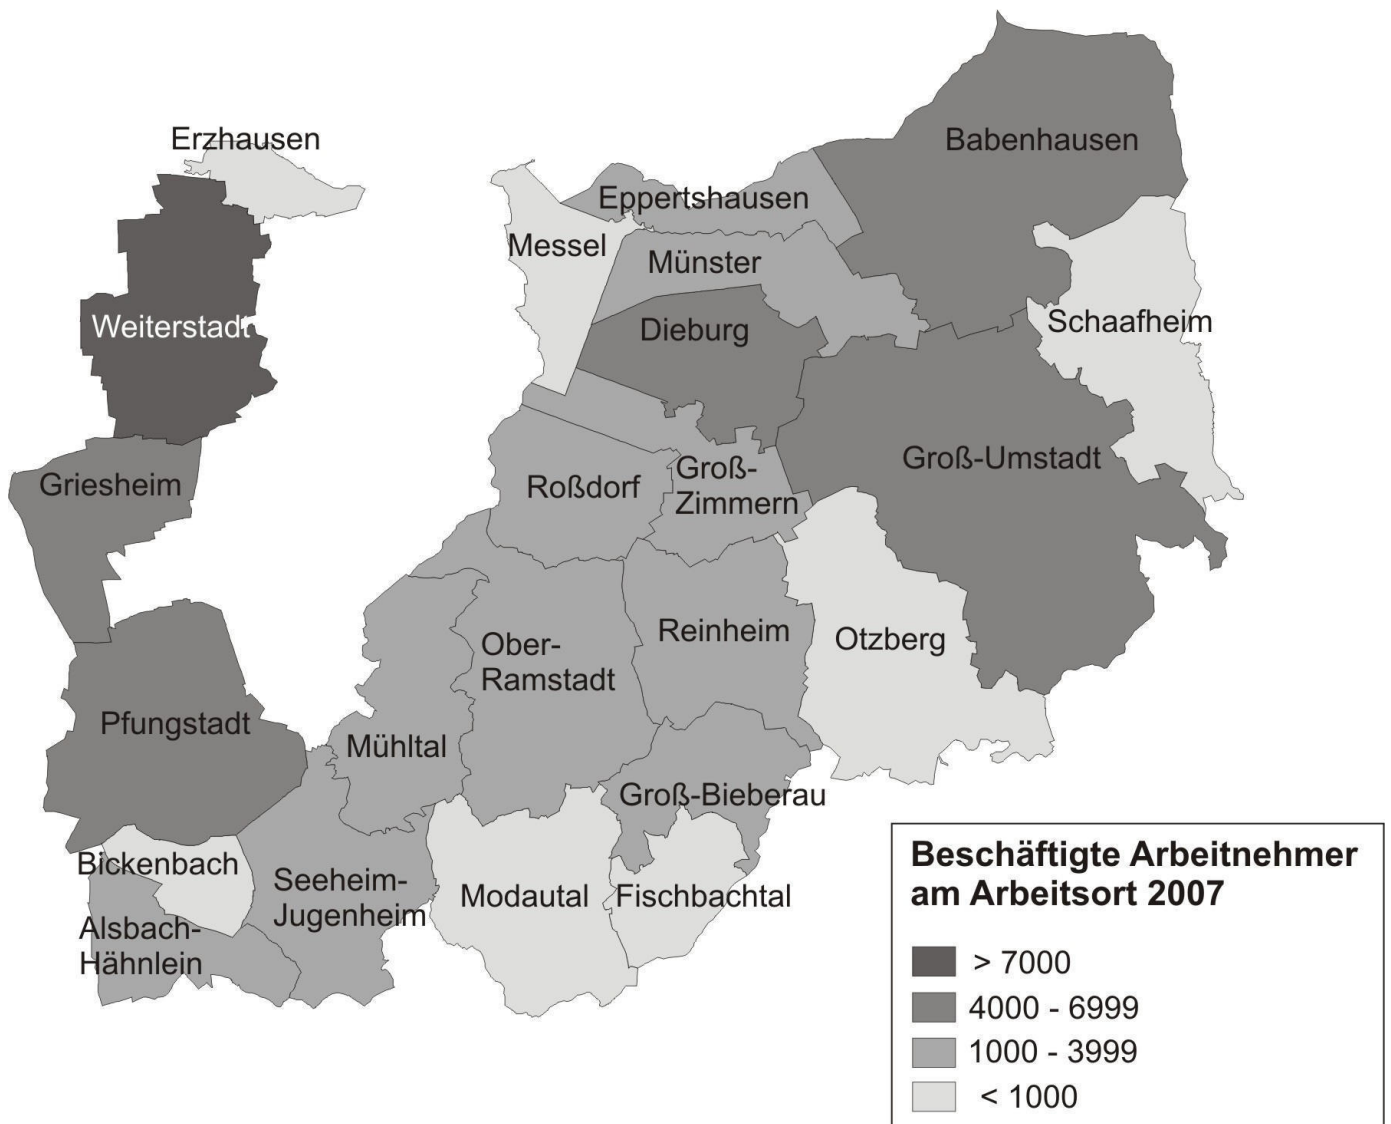 Erzhausen
Babenhausen
Eppertshausen
Messel
Münster
Weiterstadt
Dieburg
Schaafheim
Griesheim
Roßdorf
Groß-
Zimmern
Groß-Umstadt
Ober-
Ramstadt
Reinheim
Otzberg
Pfungstadt
Mühltal
Groß-Bieberau
Bickenbach
Seeheim-
Jugenheim
Modautal
Fischbachtal
Alsbach-
Hähnlein
Beschäftigte Arbeitnehmer
am Arbeitsort 2007
> 7000
4000 - 6999
1000 - 3999
< 1000